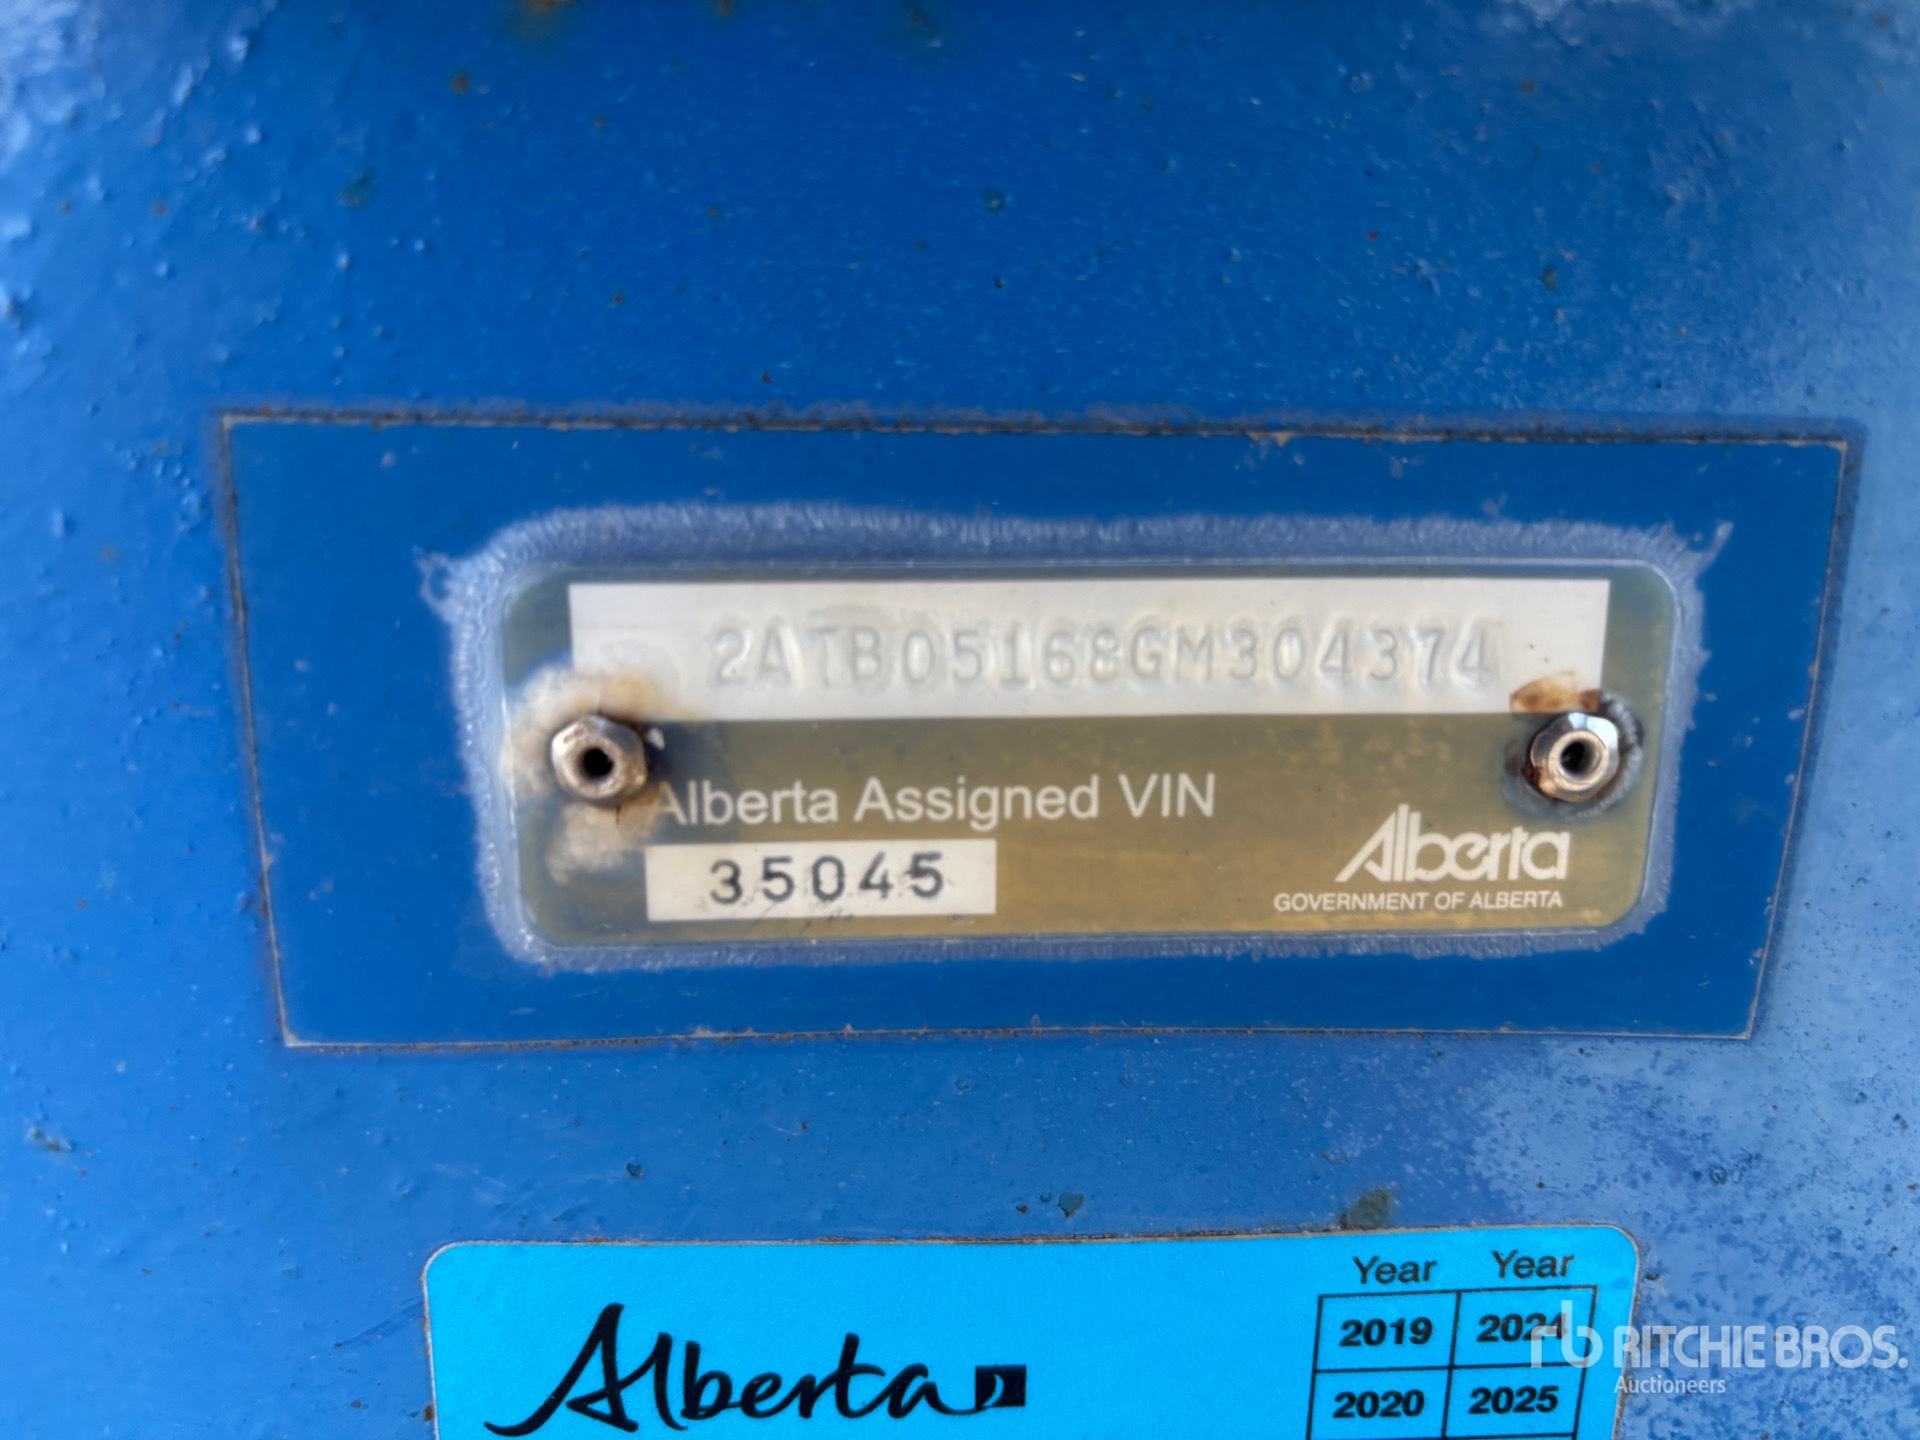 2ATB05168GM304374
Alberta Assigned VIN
35045
Alberta
GOVERNMENT OF ALBERTA
Year Year
2019 2024
2020 2025
Alberta
rb RITCHIE BROS.
Auctioneers